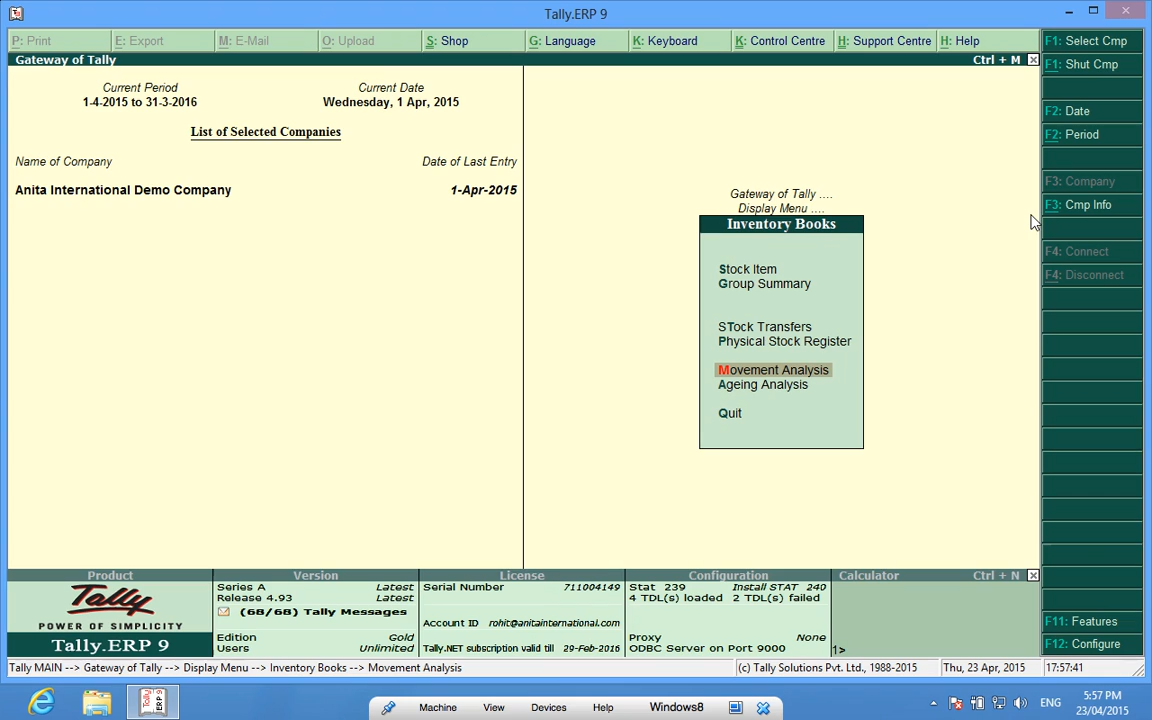 Tally.ERP 9
P: Print
E: Export
M: E-Mail
O: Upload
S: Shop
G: Language
K: Keyboard
K: Control Centre
H: Support Centre
H: Help
Gateway of Tally
Ctrl + M
Current Period
1-4-2015 to 31-3-2016
Current Date
Wednesday, 1 Apr, 2015
List of Selected Companies
Name of Company
Date of Last Entry
Anita International Demo Company
1-Apr-2015
Gateway of Tally ....
Display Menu ....
Inventory Books
Stock Item
Group Summary
STock Transfers
Physical Stock Register
Movement Analysis
Ageing Analysis
Quit
F1: Select Cmp
F1: Shut Cmp
F2: Date
F2: Period
F3: Company
F3: Cmp Info
F4: Connect
F4: Disconnect
F11: Features
F12: Configure
Product
Tally
POWER OF SIMPLICITY
Tally.ERP 9
Version
Series A Latest
Release 4.93 Latest
(68/68) Tally Messages
Edition Gold
Users Unlimited
License
Serial Number 711004149
Account ID rohit@anitainternational.com
Tally.NET subscription valid till 29-Feb-2016
Configuration
Stat 239 Install STAT 240
4 TDL(s) loaded 2 TDL(s) failed
Proxy None
ODBC Server on Port 9000
Calculator
Ctrl + N
1>
Tally MAIN --> Gateway of Tally --> Display Menu --> Inventory Books --> Movement Analysis
(c) Tally Solutions Pvt. Ltd., 1988-2015
Thu, 23 Apr, 2015
17:57:41
Machine
View
Devices
Help
Windows8
ENG
5:57 PM
23/04/2015